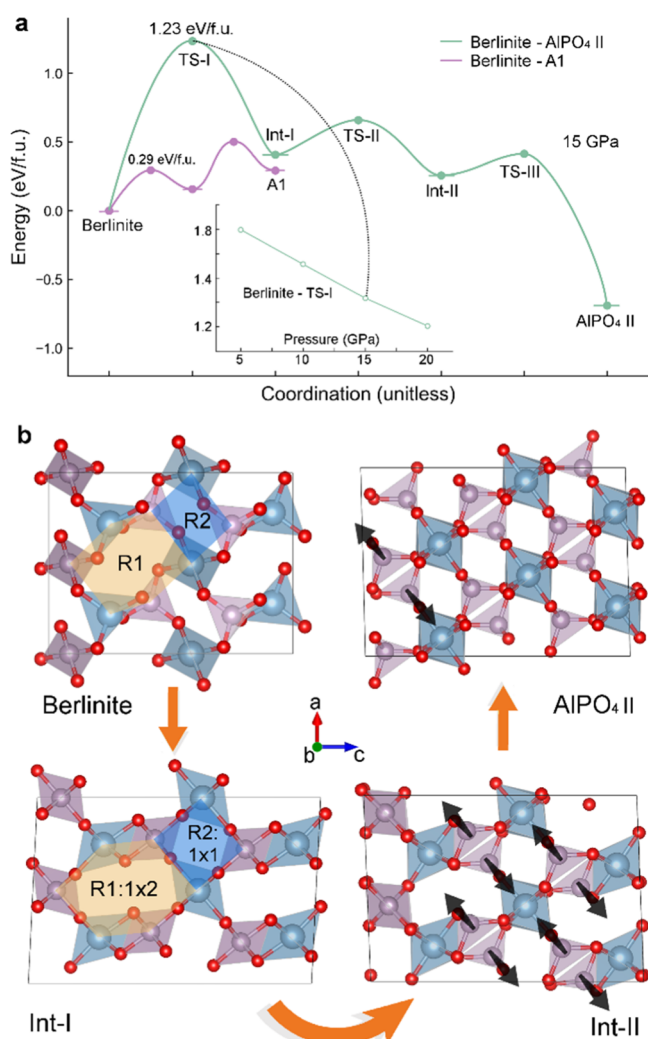 a
1.23 eV/f.u.
TS-I
Berlinite - AlPO₄ II
Berlinite - A1
1.0
0.5
0.0
−0.5
−1.0
Energy (eV/f.u.)
0.29 eV/f.u.
Int-I
A1
TS-II
Int-II
TS-III
15 GPa
Berlinite
AlPO₄ II
1.8
1.4
1.2
Berlinite - TS-I
Pressure (GPa)
5 10 15 20
Coordination (unitless)
b
R1
R2
Berlinite
AlPO₄ II
a
b
c
R1:1x2
R2:
1x1
Int-I
Int-II